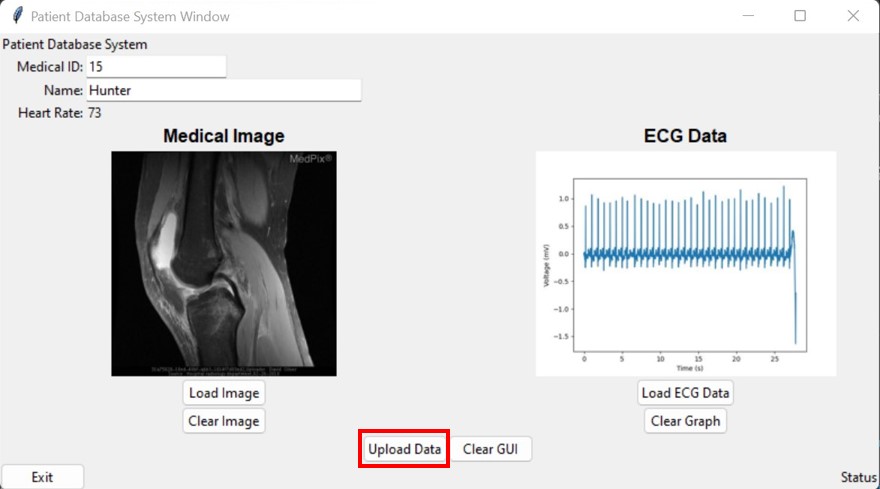 Patient Database System Window
Patient Database System
Medical ID: 15
Name: Hunter
Heart Rate: 73
Medical Image
ECG Data
MedPix®
1.0
0.5
0.0
−0.5
−1.0
−1.5
Voltage (mV)
0 5 10 15 20 25
Time (s)
Load Image
Load ECG Data
Clear Image
Clear Graph
Upload Data
Clear GUI
Exit
Status